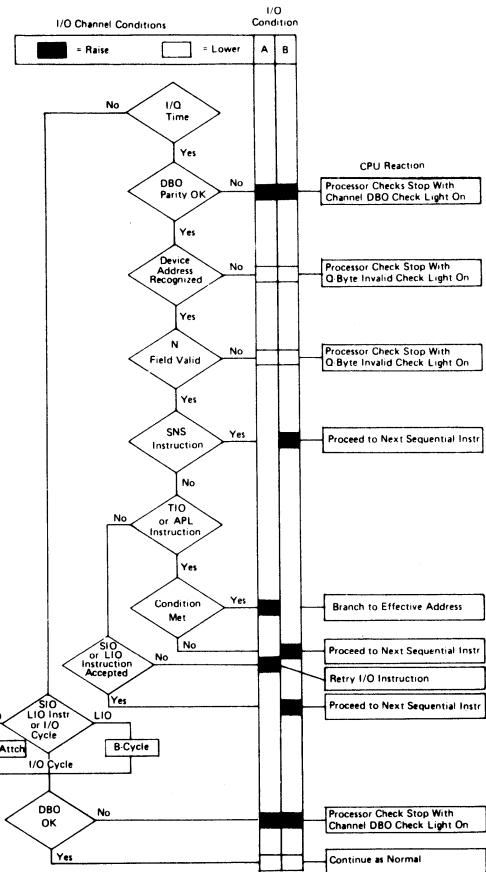 I/O Channel Conditions
I/O
Condition
= Raise
= Lower
A
B
I/Q
Time
No
Yes
CPU Reaction
DBO
Parity OK
No
Processor Checks Stop With
Channel DBO Check Light On
Yes
Device
Address
Recognized
No
Processor Check Stop With
Q-Byte Invalid Check Light On
Yes
N
Field Valid
No
Processor Check Stop With
Q-Byte Invalid Check Light On
Yes
SNS
Instruction
Yes
Proceed to Next Sequential Instr
No
TIO
or APL
Instruction
No
Yes
Condition
Met
Yes
Branch to Effective Address
No
Proceed to Next Sequential Instr
SIO
or LIO
Instruction
Accepted
No
Retry I/O Instruction
Yes
Proceed to Next Sequential Instr
SIO
LIO Instr
or I/O
Cycle
LIO
Attch
B-Cycle
I/O Cycle
DBO
OK
No
Processor Check Stop With
Channel DBO Check Light On
Yes
Continue as Normal